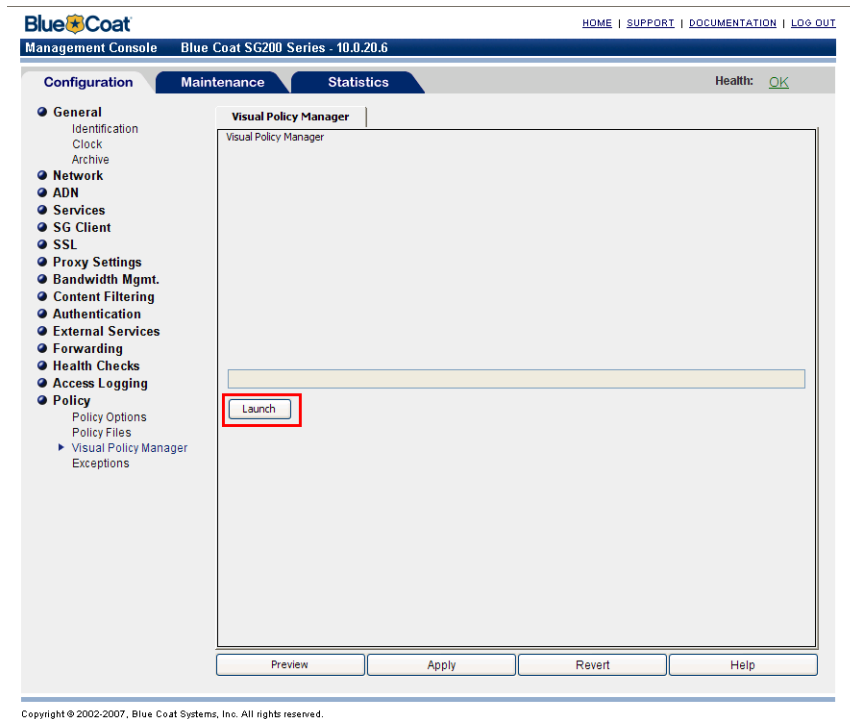 Blue Coat
HOME | SUPPORT | DOCUMENTATION | LOG OUT
Management Console Blue Coat SG200 Series - 10.0.20.6
Configuration Maintenance Statistics
Health: OK
General
Identification
Clock
Archive
Network
ADN
Services
SG Client
SSL
Proxy Settings
Bandwidth Mgmt.
Content Filtering
Authentication
External Services
Forwarding
Health Checks
Access Logging
Policy
Policy Options
Policy Files
Visual Policy Manager
Exceptions
Visual Policy Manager
Visual Policy Manager
Launch
Preview Apply Revert Help
Copyright © 2002-2007, Blue Coat Systems, Inc. All rights reserved.